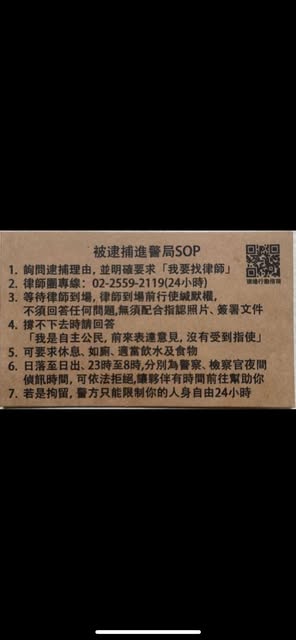 被逮捕進警局SOP
1. 詢問逮捕理由, 並明確要求「我要找律師」
2. 律師團專線: 02-2559-2119(24小時)
3. 等待律師到場, 律師到場前行使緘默權,
不須回答任何問題,無須配合指認照片、簽署文件
4. 撐不下去時請回答
「我是自主公民, 前來表達意見, 沒有受到指使」
5. 可要求休息、如廁、適當飲水及食物
6. 日落至日出、23時至8時,分別為警察、檢察官夜間
偵訊時間, 可依法拒絕,讓夥伴有時間前往幫助你
7. 若是拘留, 警方只能限制你的人身自由24小時